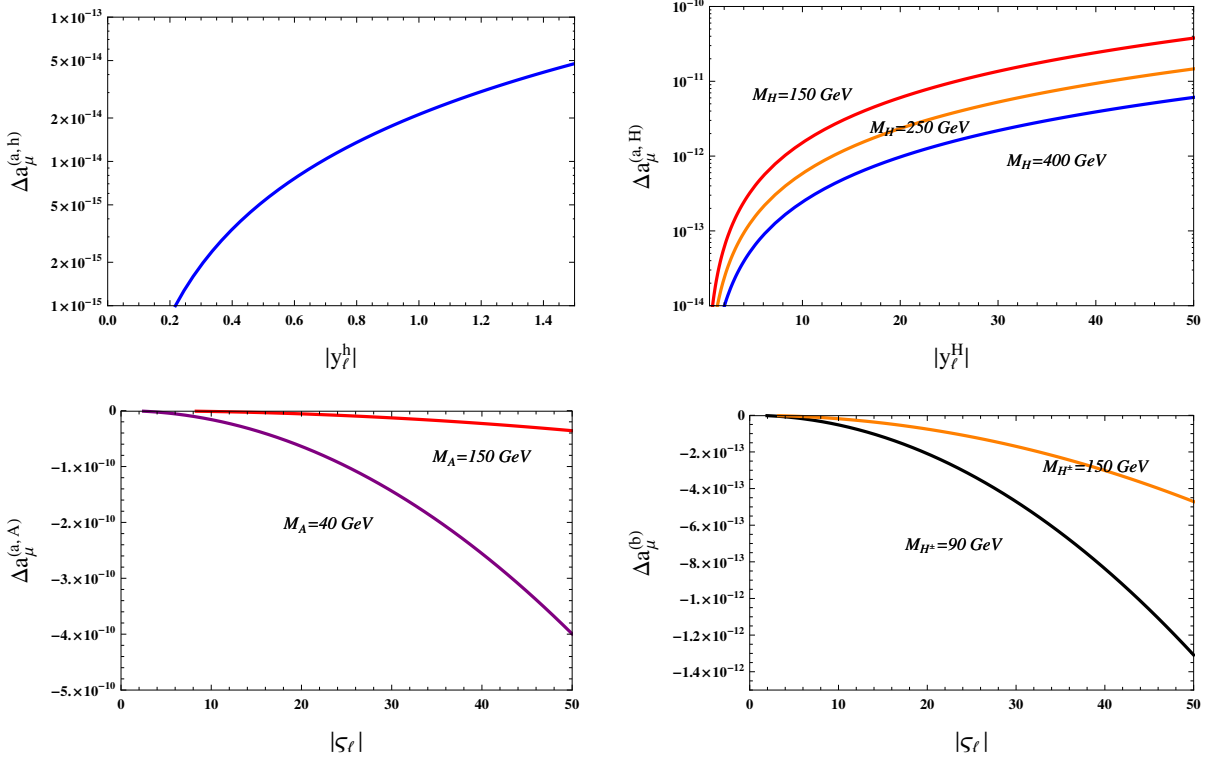 1×10⁻¹³
5×10⁻¹⁴
2×10⁻¹⁴
1×10⁻¹⁴
5×10⁻¹⁵
2×10⁻¹⁵
1×10⁻¹⁵
Δa_μ^(a, h)
0.0 0.2 0.4 0.6 0.8 1.0 1.2 1.4
|y_ℓ^h|
10⁻¹⁰
10⁻¹¹
10⁻¹²
10⁻¹³
10⁻¹⁴
Δa_μ^(a, H)
M_H=150 GeV
M_H=250 GeV
M_H=400 GeV
10 20 30 40 50
|y_ℓ^H|
0
−1.×10⁻¹⁰
−2.×10⁻¹⁰
−3.×10⁻¹⁰
−4.×10⁻¹⁰
−5.×10⁻¹⁰
Δa_μ^(a, A)
M_A=150 GeV
M_A=40 GeV
0 10 20 30 40 50
|ς_ℓ|
0
−2.×10⁻¹³
−4.×10⁻¹³
−6.×10⁻¹³
−8.×10⁻¹³
−1.×10⁻¹²
−1.2×10⁻¹²
−1.4×10⁻¹²
Δa_μ^(b)
M_H±=150 GeV
M_H±=90 GeV
0 10 20 30 40 50
|ς_ℓ|